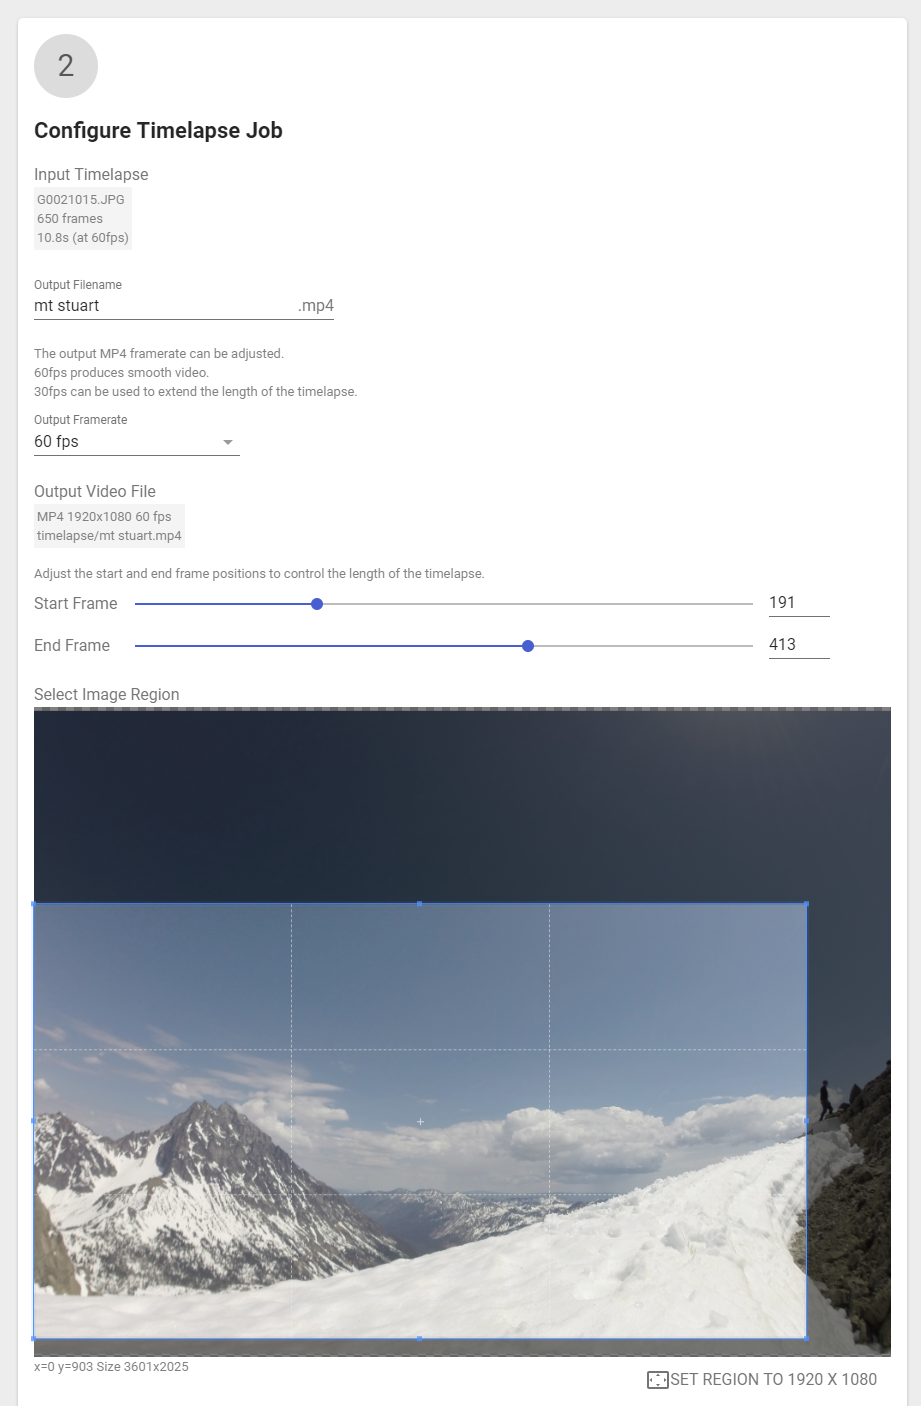 2
Configure Timelapse Job
Input Timelapse
G0021015.JPG
650 frames
10.8s (at 60fps)
Output Filename
mt stuart .mp4
The output MP4 framerate can be adjusted.
60fps produces smooth video.
30fps can be used to extend the length of the timelapse.
Output Framerate
60 fps
Output Video File
MP4 1920x1080 60 fps
timelapse/mt stuart.mp4
Adjust the start and end frame positions to control the length of the timelapse.
Start Frame 191
End Frame 413
Select Image Region
x=0 y=903 Size 3601x2025
SET REGION TO 1920 X 1080